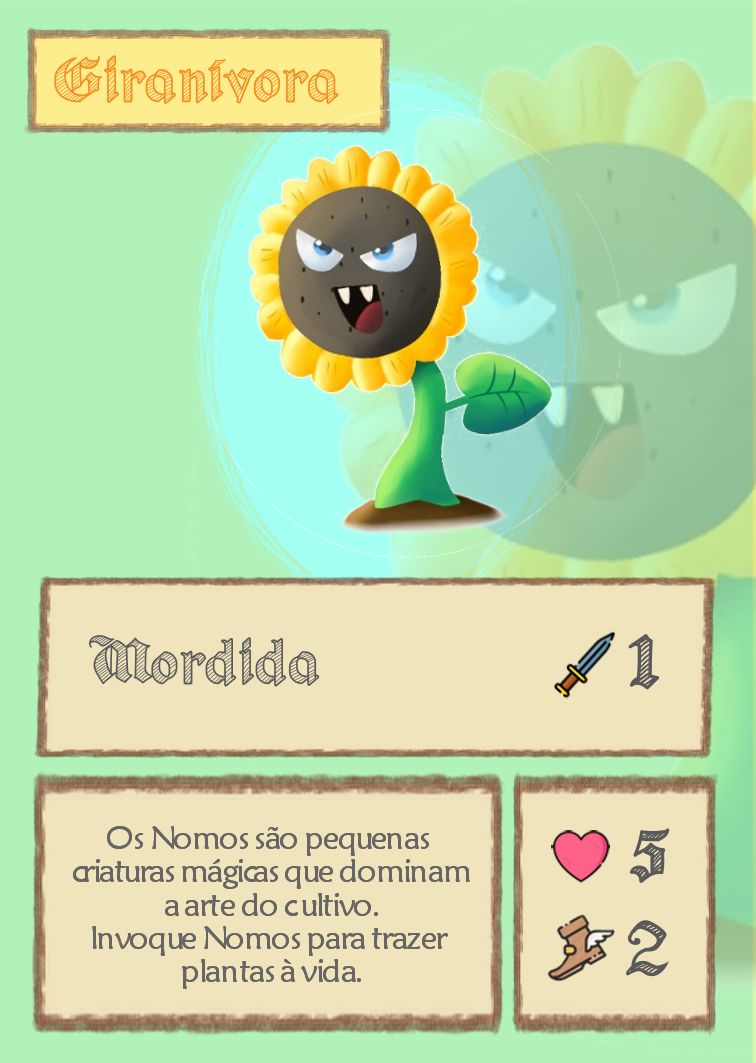 Giranívora
Mordida 1
Os Nomos são pequenas
criaturas mágicas que dominam
a arte do cultivo.
Invoque Nomos para trazer
plantas à vida.
5
2